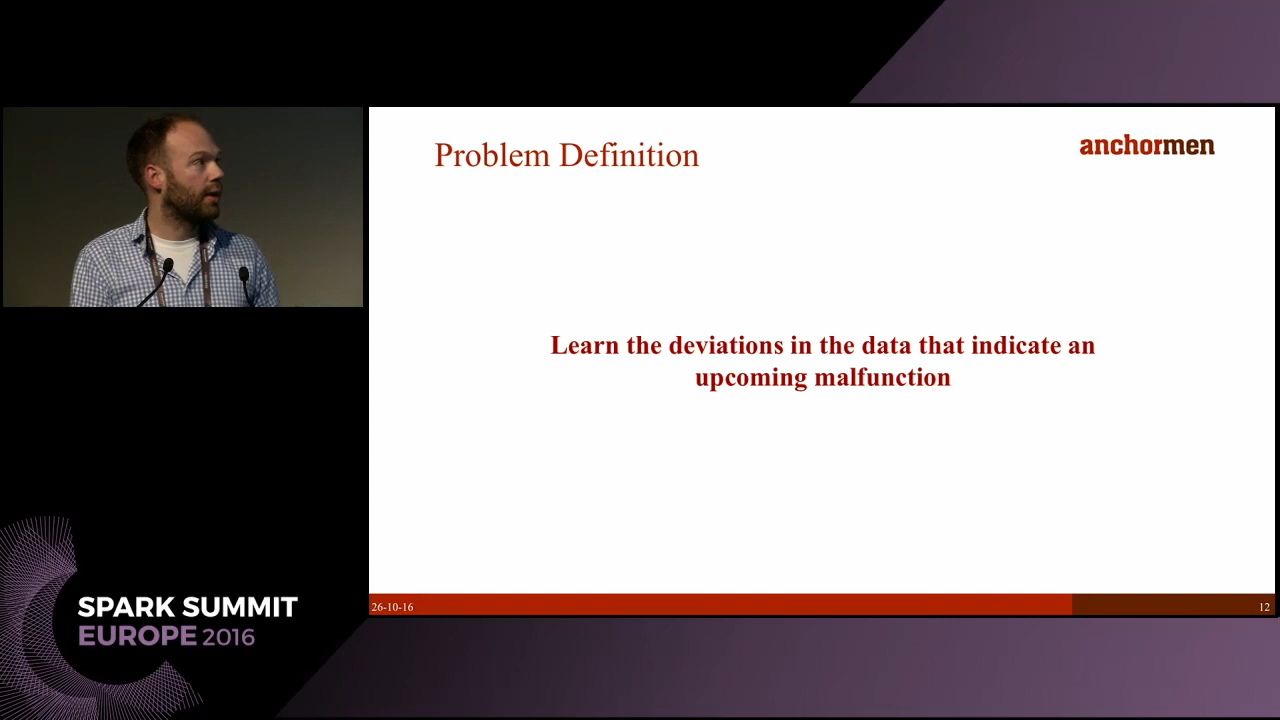 Problem Definition
anchormen
Learn the deviations in the data that indicate an
upcoming malfunction
26-10-16
12
SPARK SUMMIT
EUROPE 2016